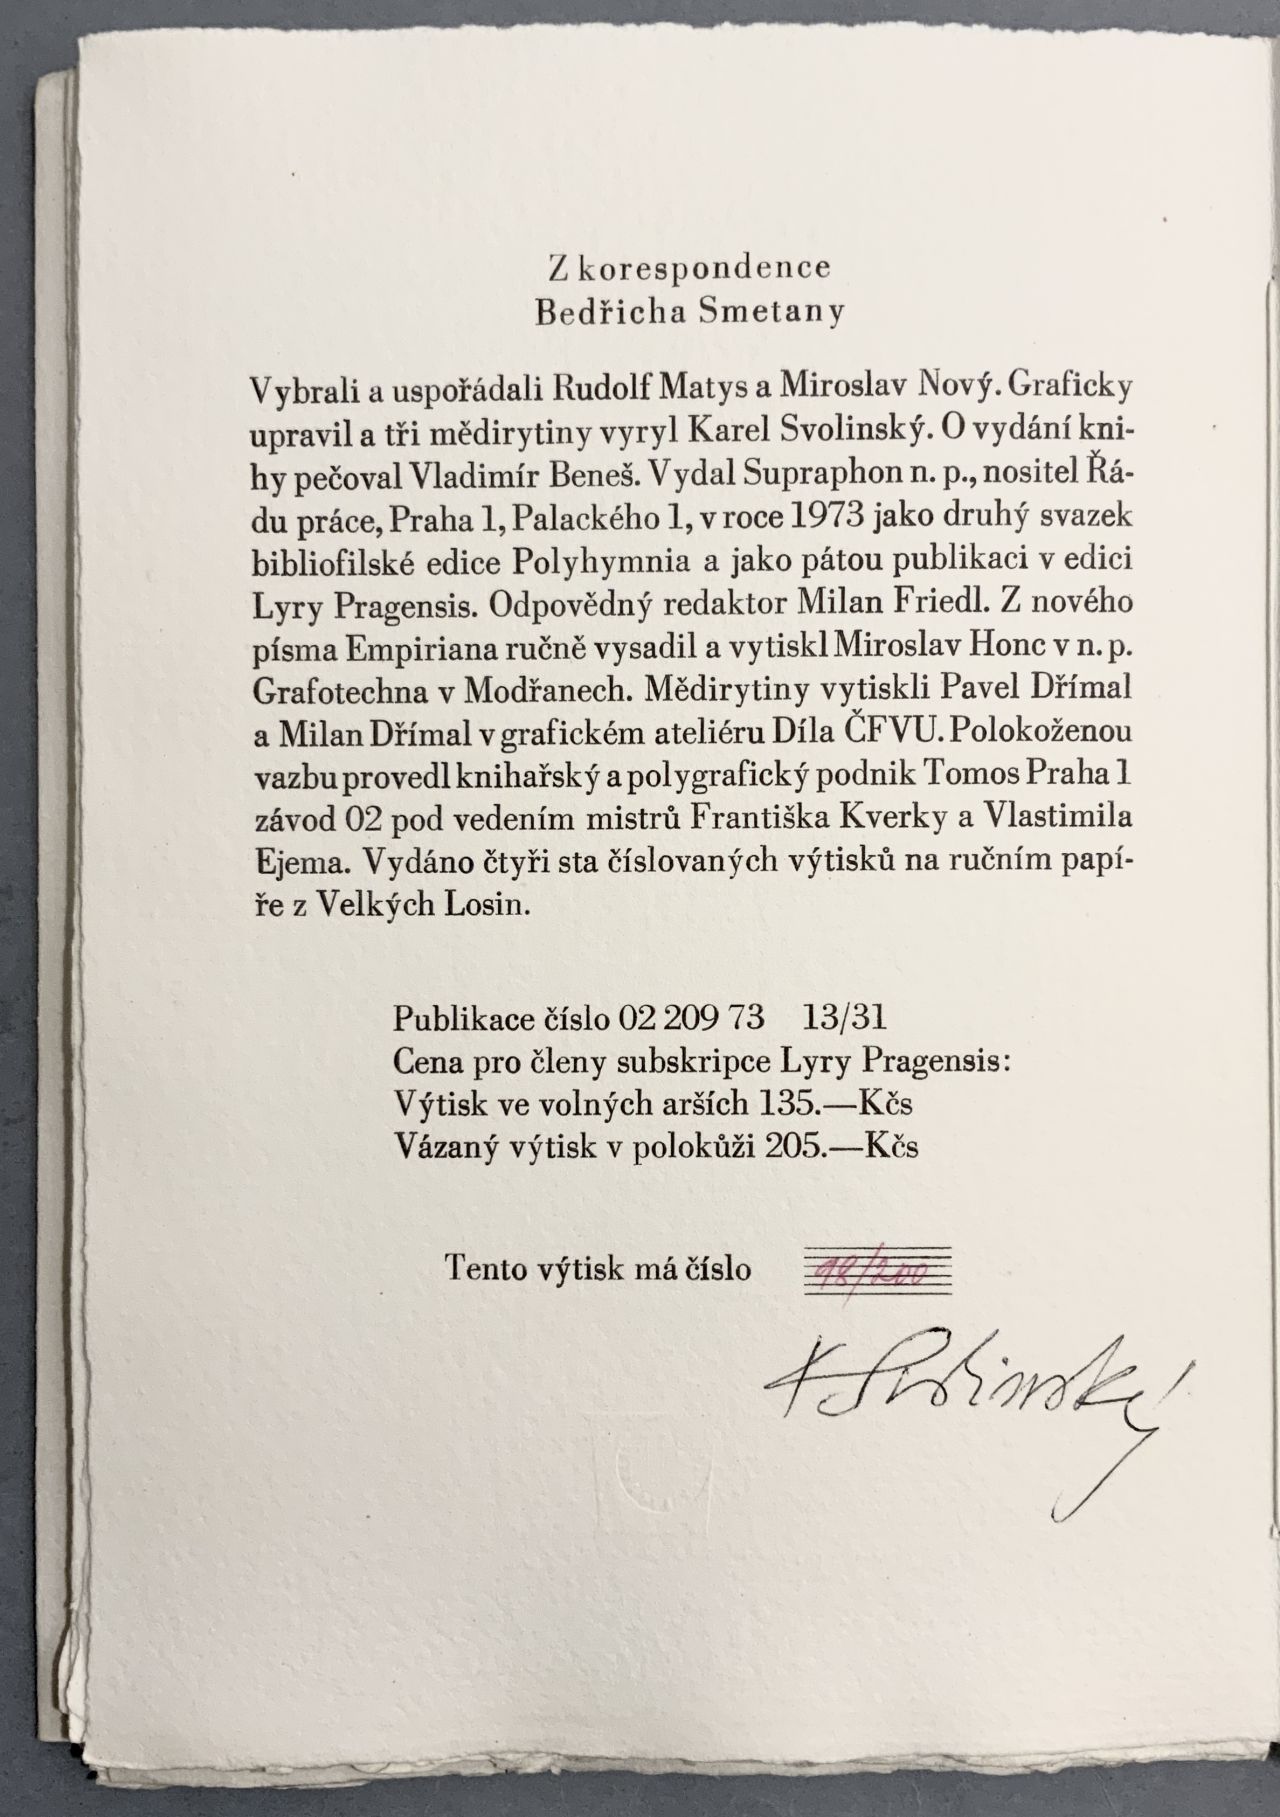 Z korespondence
Bedřicha Smetany
Vybrali a uspořádali Rudolf Matys a Miroslav Nový. Graficky
upravil a tři mědirytiny vyryl Karel Svolinský. O vydání kni-
hy pečoval Vladimír Beneš. Vydal Supraphon n. p., nositel Řá-
du práce, Praha 1, Palackého 1, v roce 1973 jako druhý svazek
bibliofilské edice Polyhymnia a jako pátou publikaci v edici
Lyry Pragensis. Odpovědný redaktor Milan Friedl. Z nového
písma Empiriana ručně vysadil a vytiskl Miroslav Honc v n. p.
Grafotechna v Modřanech. Mědirytiny vytiskli Pavel Dřímal
a Milan Dřímal v grafickém ateliéru Díla ČFVU. Polokoženou
vazbu provedl knihařský a polygrafický podnik Tomos Praha 1
závod 02 pod vedením mistrů Františka Kverky a Vlastimila
Ejema. Vydáno čtyři sta číslovaných výtisků na ručním papí-
ře z Velkých Losin.
Publikace číslo 02 209 73 13/31
Cena pro členy subskripce Lyry Pragensis:
Výtisk ve volných arších 135.—Kčs
Vázaný výtisk v polokůži 205.—Kčs
Tento výtisk má číslo 98/200
K Svolinský